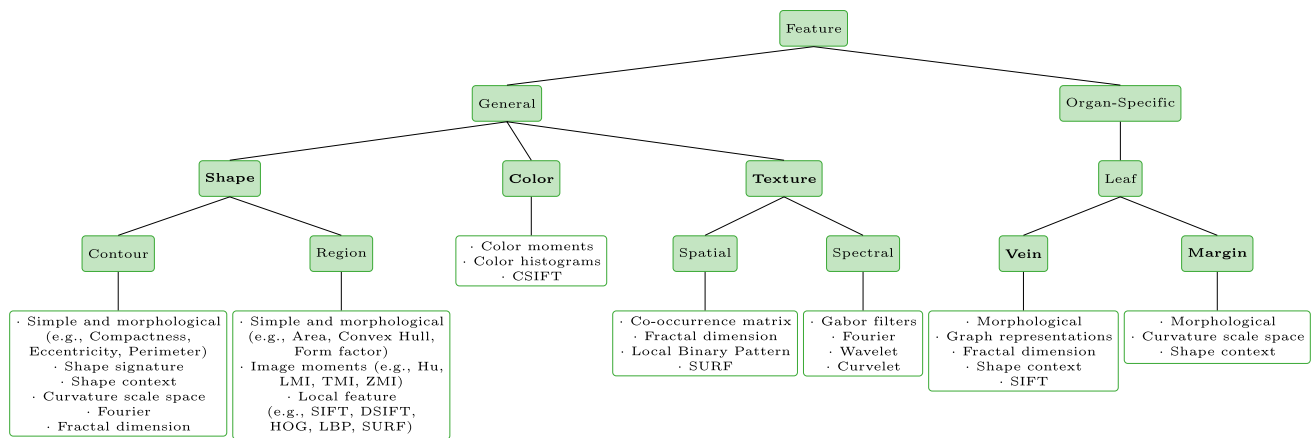 Feature
General
Organ-Specific
Shape
Color
Texture
Leaf
Contour
Region
· Color moments
· Color histograms
· CSIFT
Spatial
Spectral
Vein
Margin
· Simple and morphological
(e.g., Compactness,
Eccentricity, Perimeter)
· Shape signature
· Shape context
· Curvature scale space
· Fourier
· Fractal dimension
· Simple and morphological
(e.g., Area, Convex Hull,
Form factor)
· Image moments (e.g., Hu,
LMI, TMI, ZMI)
· Local feature
(e.g., SIFT, DSIFT,
HOG, LBP, SURF)
· Co-occurrence matrix
· Fractal dimension
· Local Binary Pattern
· SURF
· Gabor filters
· Fourier
· Wavelet
· Curvelet
· Morphological
· Graph representations
· Fractal dimension
· Shape context
· SIFT
· Morphological
· Curvature scale space
· Shape context